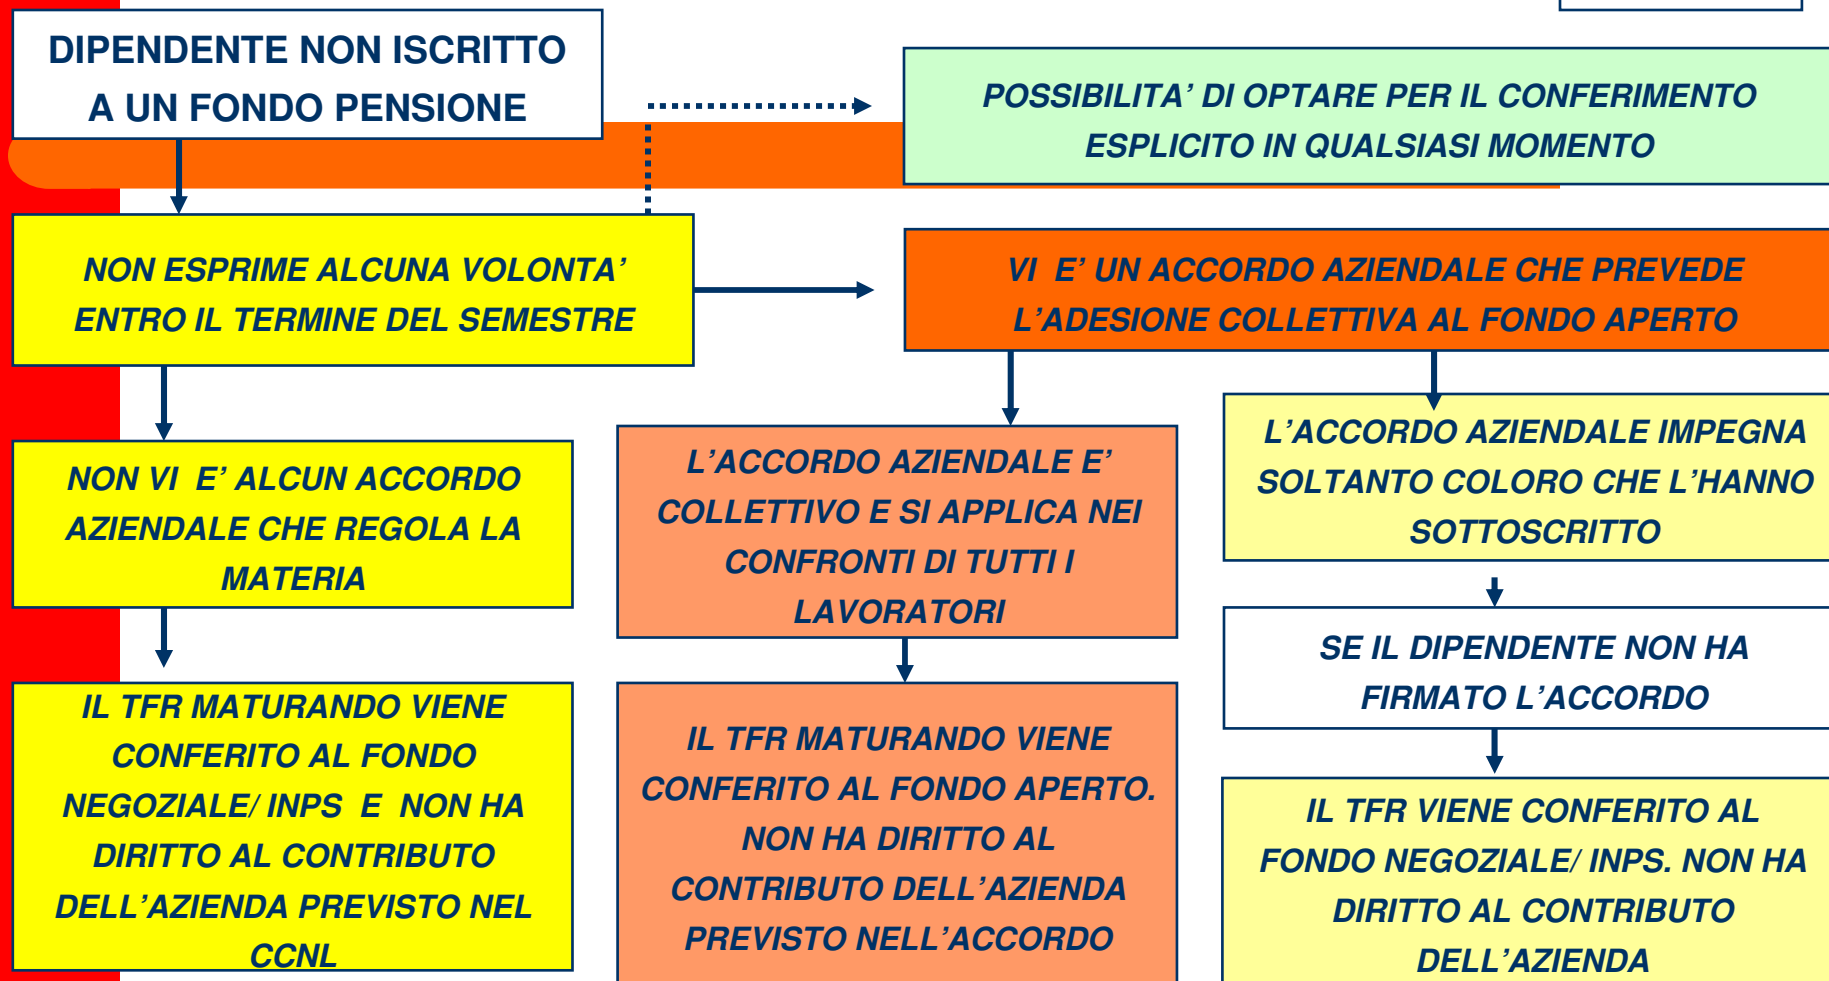 DIPENDENTE NON ISCRITTO
A UN FONDO PENSIONE
POSSIBILITA’ DI OPTARE PER IL CONFERIMENTO
ESPLICITO IN QUALSIASI MOMENTO
NON ESPRIME ALCUNA VOLONTA’
ENTRO IL TERMINE DEL SEMESTRE
VI E’ UN ACCORDO AZIENDALE CHE PREVEDE
L’ADESIONE COLLETTIVA AL FONDO APERTO
NON VI E’ ALCUN ACCORDO
AZIENDALE CHE REGOLA LA
MATERIA
L’ACCORDO AZIENDALE E’
COLLETTIVO E SI APPLICA NEI
CONFRONTI DI TUTTI I
LAVORATORI
L’ACCORDO AZIENDALE IMPEGNA
SOLTANTO COLORO CHE L’HANNO
SOTTOSCRITTO
SE IL DIPENDENTE NON HA
FIRMATO L’ACCORDO
IL TFR MATURANDO VIENE
CONFERITO AL FONDO
NEGOZIALE/ INPS E NON HA
DIRITTO AL CONTRIBUTO
DELL’AZIENDA PREVISTO NEL
CCNL
IL TFR MATURANDO VIENE
CONFERITO AL FONDO APERTO.
NON HA DIRITTO AL
CONTRIBUTO DELL’AZIENDA
PREVISTO NELL’ACCORDO
IL TFR VIENE CONFERITO AL
FONDO NEGOZIALE/ INPS. NON HA
DIRITTO AL CONTRIBUTO
DELL’AZIENDA